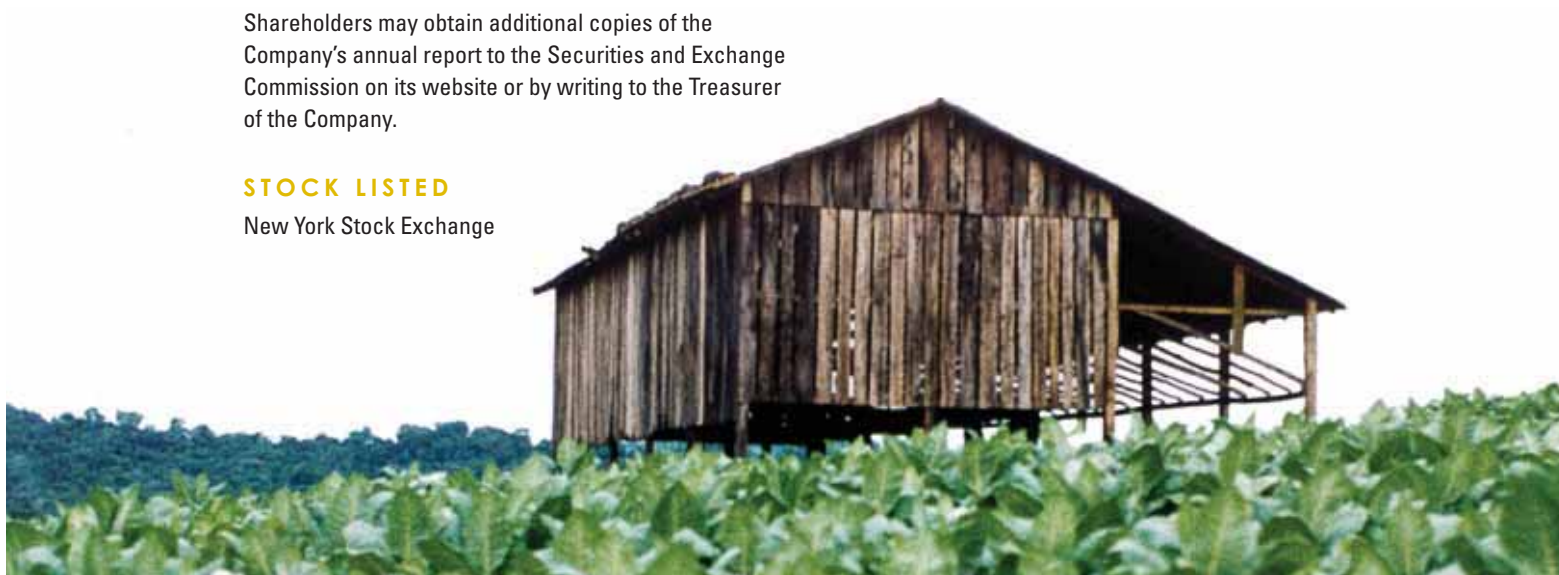 Shareholders may obtain additional copies of the
Company's annual report to the Securities and Exchange
Commission on its website or by writing to the Treasurer
of the Company.
STOCK LISTED
New York Stock Exchange